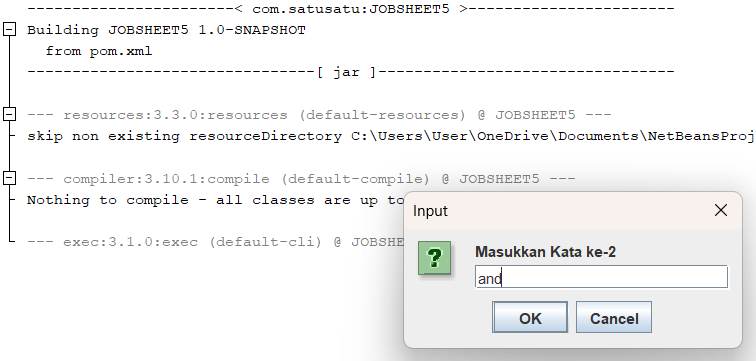 -----------------------< com.satusatu:JOBSHEET5 >-----------------------
Building JOBSHEET5 1.0-SNAPSHOT
  from pom.xml
--------------------------------[ jar ]---------------------------------
--- resources:3.3.0:resources (default-resources) @ JOBSHEET5 ---
skip non existing resourceDirectory C:\Users\User\OneDrive\Documents\NetBeansProj
--- compiler:3.10.1:compile (default-compile) @ JOBSHEET5 ---
Nothing to compile - all classes are up to
--- exec:3.1.0:exec (default-cli) @ JOBSHE
Input
Masukkan Kata ke-2
and
OK Cancel